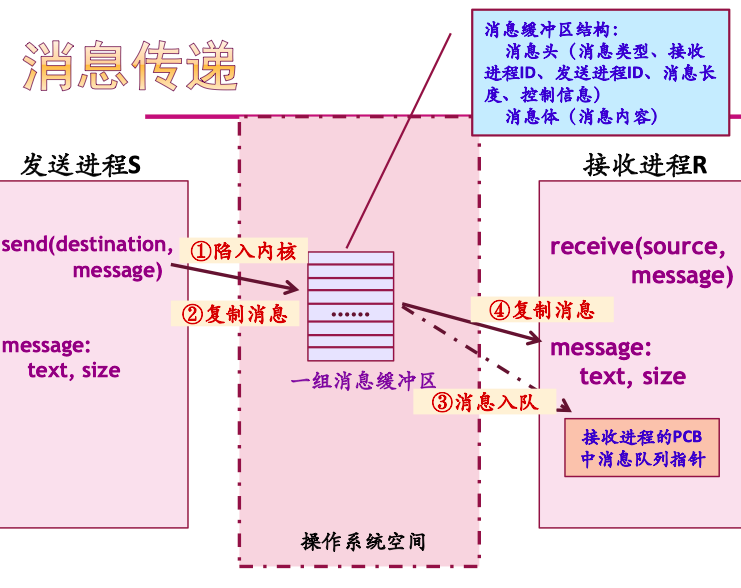 消息缓冲区结构：
消息头（消息类型、接收
进程ID、发送进程ID、消息长
度、控制信息）
消息体（消息内容）
消息传递
发送进程S
接收进程R
send(destination,
message)
①陷入内核
②复制消息
message:
text, size
......
一组消息缓冲区
receive(source,
message)
④复制消息
message:
text, size
③消息入队
接收进程的PCB
中消息队列指针
操作系统空间